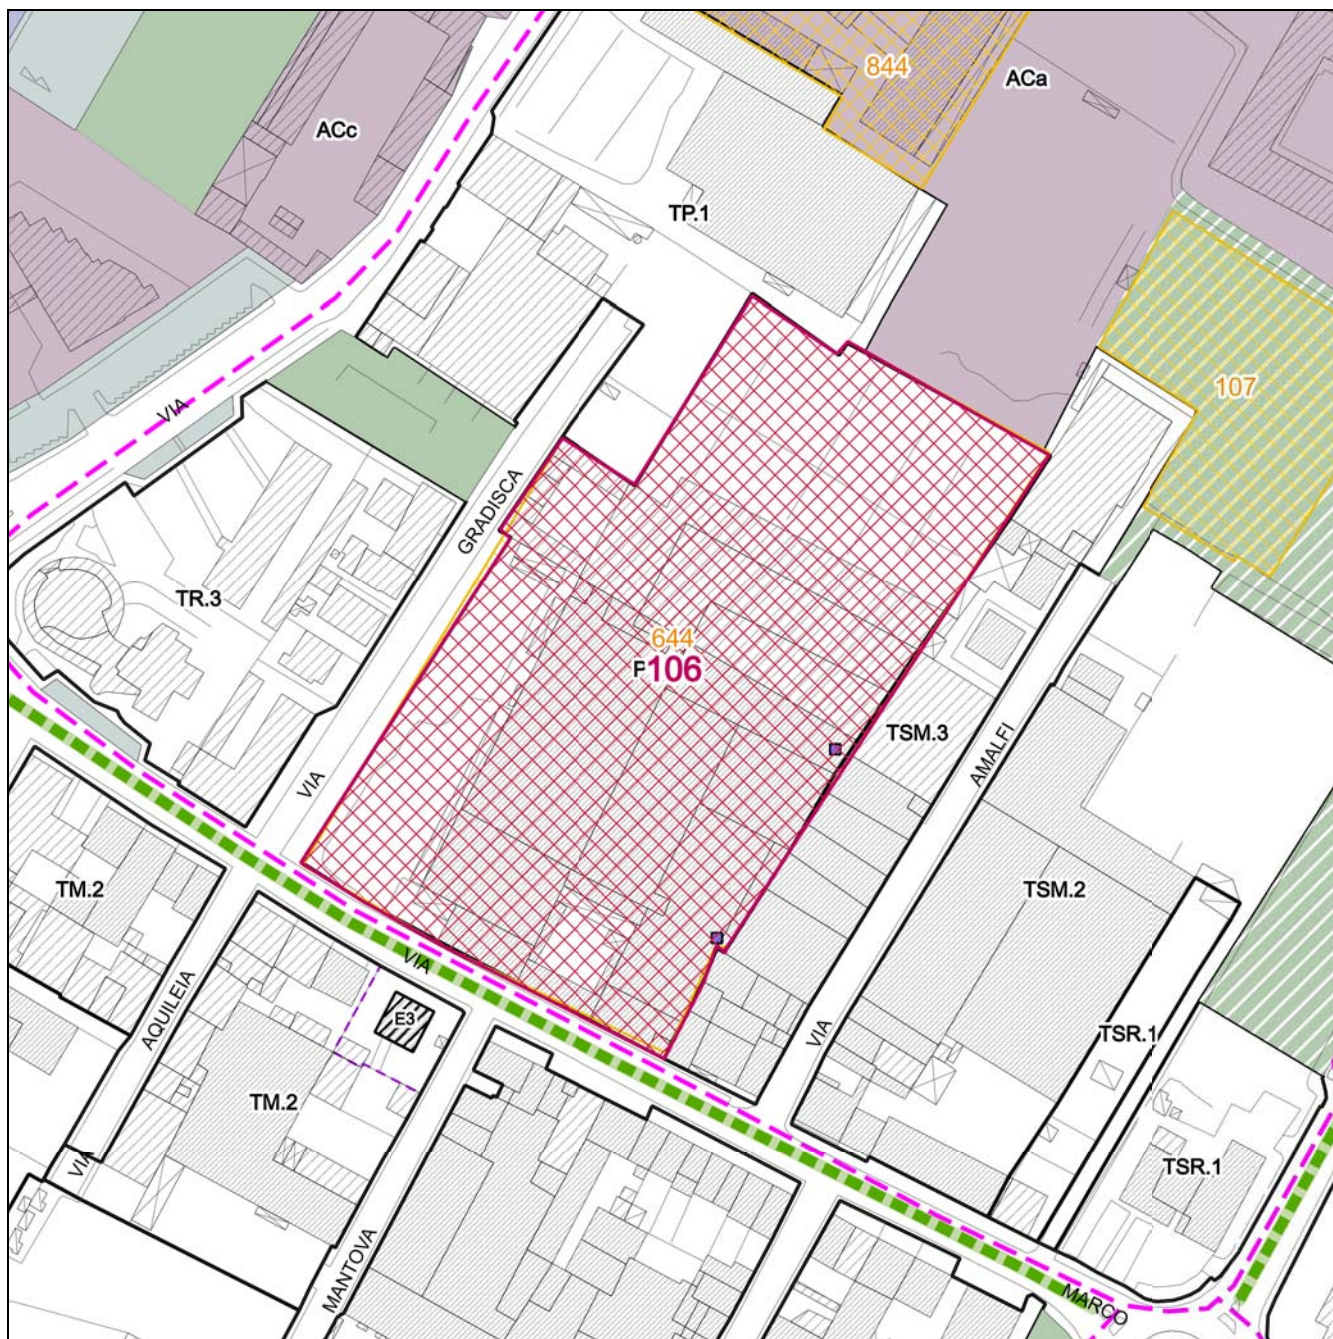 844
ACa
ACc
TP.1
107
VIA
GRADISCA
TR.3
644
P
106
TSM.3
AMALFI
VIA
TM.2
TSM.2
VIA
AQUILEIA
E3
VIA
TSR.1
TM.2
VIA
TSR.1
MANTOVA
MARCO